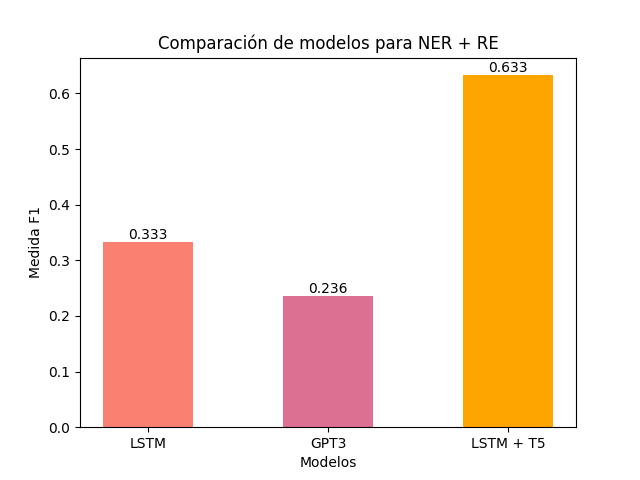 Comparación de modelos para NER + RE
0.633
0.333
0.236
0.6
0.5
0.4
0.3
0.2
0.1
0.0
Medida F1
LSTM
GPT3
LSTM + T5
Modelos